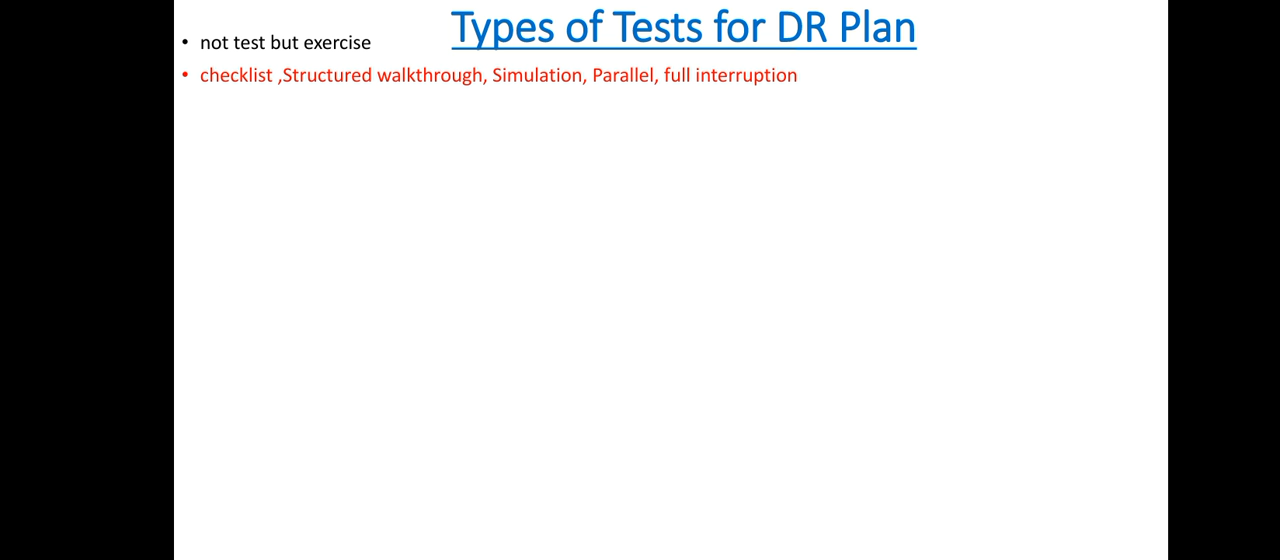 Types of Tests for DR Plan
• not test but exercise
• checklist ,Structured walkthrough, Simulation, Parallel, full interruption